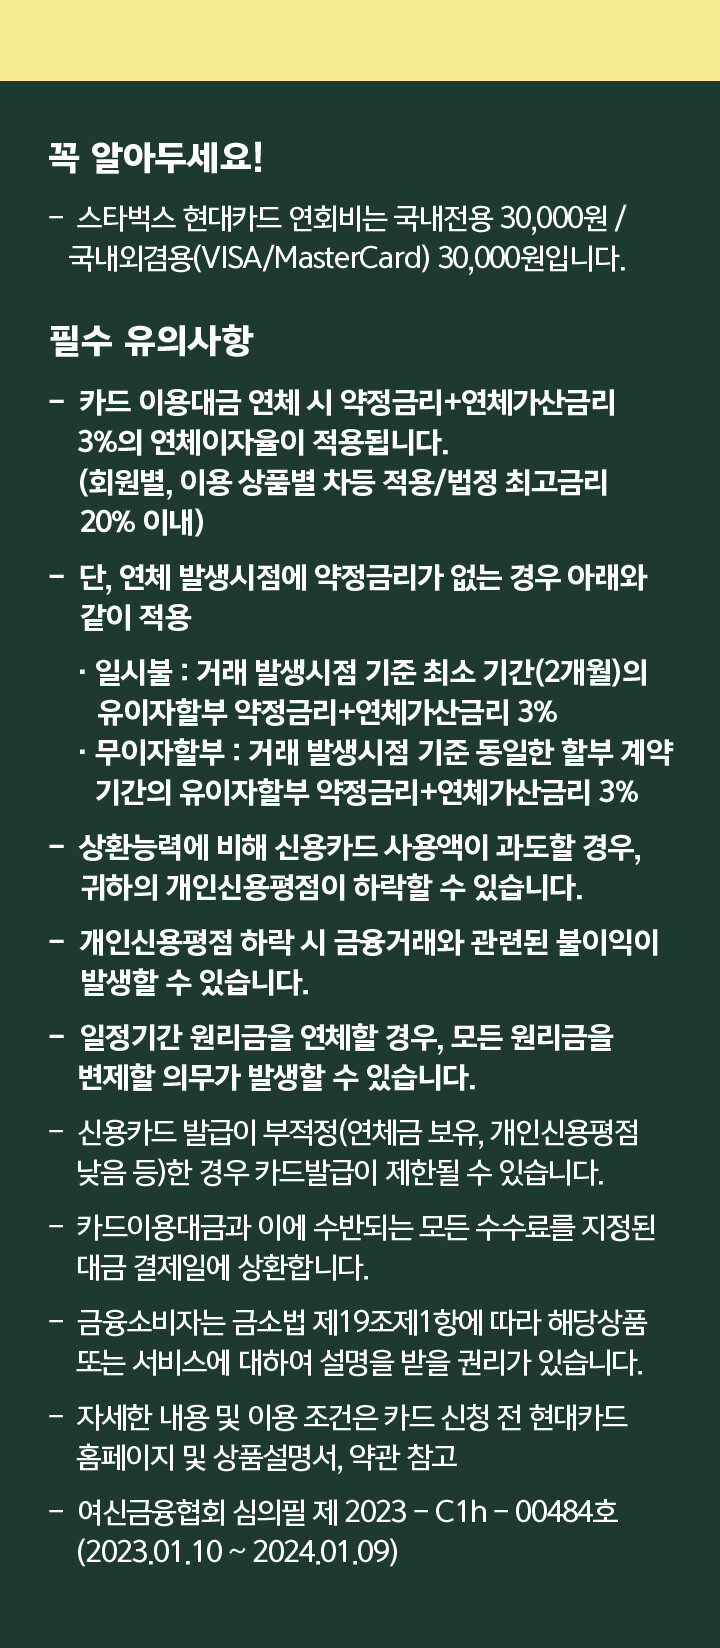 꼭 알아두세요!
- 스타벅스 현대카드 연회비는 국내전용 30,000원 /
국내외겸용(VISA/MasterCard) 30,000원입니다.
필수 유의사항
- 카드 이용대금 연체 시 약정금리+연체가산금리
3%의 연체이자율이 적용됩니다.
(회원별, 이용 상품별 차등 적용/법정 최고금리
20% 이내)
- 단, 연체 발생시점에 약정금리가 없는 경우 아래와
같이 적용
· 일시불 : 거래 발생시점 기준 최소 기간(2개월)의
유이자할부 약정금리+연체가산금리 3%
· 무이자할부 : 거래 발생시점 기준 동일한 할부 계약
기간의 유이자할부 약정금리+연체가산금리 3%
- 상환능력에 비해 신용카드 사용액이 과도할 경우,
귀하의 개인신용평점이 하락할 수 있습니다.
- 개인신용평점 하락 시 금융거래와 관련된 불이익이
발생할 수 있습니다.
- 일정기간 원리금을 연체할 경우, 모든 원리금을
변제할 의무가 발생할 수 있습니다.
- 신용카드 발급이 부적정(연체금 보유, 개인신용평점
낮음 등)한 경우 카드발급이 제한될 수 있습니다.
- 카드이용대금과 이에 수반되는 모든 수수료를 지정된
대금 결제일에 상환합니다.
- 금융소비자는 금소법 제19조제1항에 따라 해당상품
또는 서비스에 대하여 설명을 받을 권리가 있습니다.
- 자세한 내용 및 이용 조건은 카드 신청 전 현대카드
홈페이지 및 상품설명서, 약관 참고
- 여신금융협회 심의필 제 2023 - C1h - 00484호
(2023.01.10 ~ 2024.01.09)